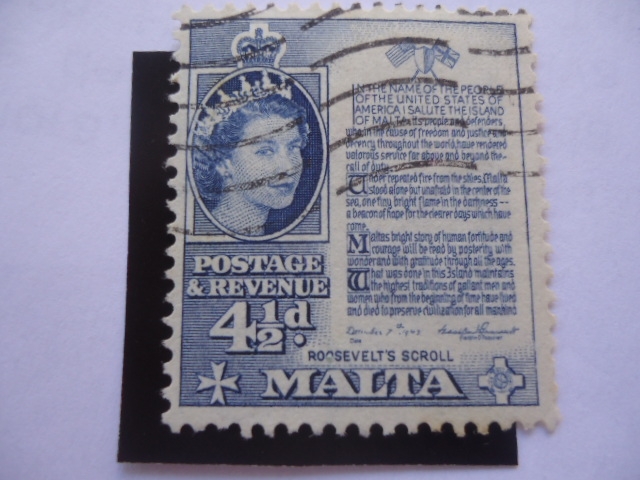 IN THE NAME OF THE PEOPLE
OF THE UNITED STATES OF
AMERICA I SALUTE THE ISLAND
OF MALTA, its people and defenders,
who, in the cause of freedom and justice and
decency throughout the world, have rendered
valorous service far above and beyond the
call of duty.
Under repeated fire from the skies, Malta
stood alone but unafraid in the center of the
sea, one tiny bright flame in the darkness --
a beacon of hope for the clearer days which have
come.
Malta's bright story of human fortitude and
courage will be read by posterity with
wonder and with gratitude through all the ages.
What was done in this Island maintains
the highest traditions of gallant men and
women who from the beginning of time have lived
and died to preserve civilization for all mankind
December 7th, 1943
Date
ROOSEVELT'S SCROLL
POSTAGE
& REVENUE
4½d.
MALTA